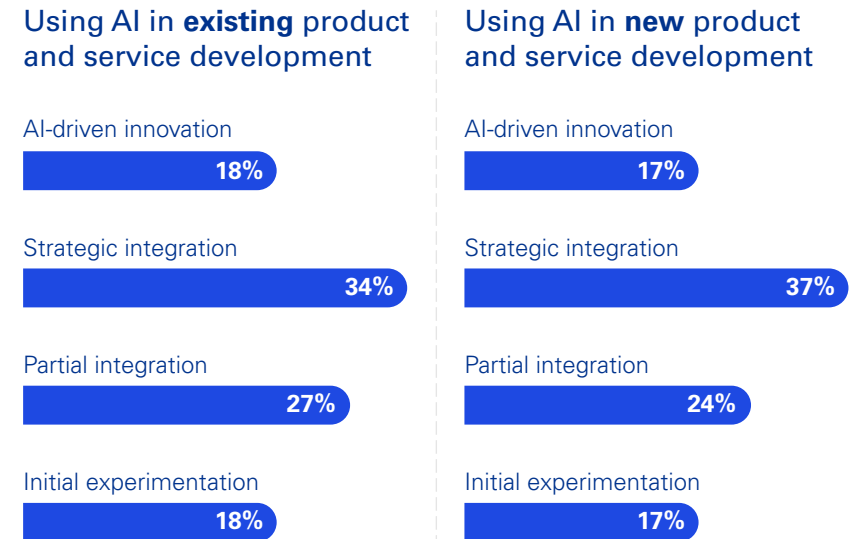 Using AI in existing product
and service development
AI-driven innovation
18%
Strategic integration
34%
Partial integration
27%
Initial experimentation
18%
Using AI in new product
and service development
AI-driven innovation
17%
Strategic integration
37%
Partial integration
24%
Initial experimentation
17%